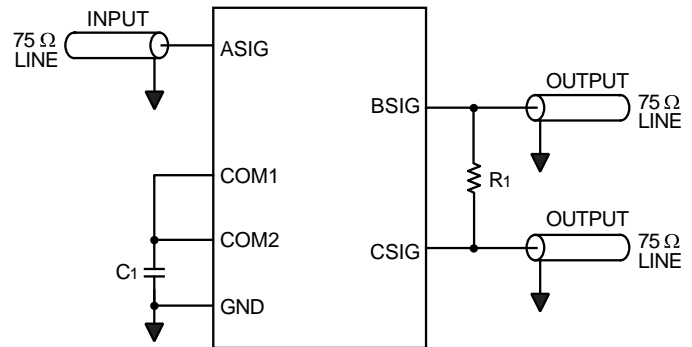 INPUT
75 Ω
LINE
ASIG
BSIG
OUTPUT
75 Ω
LINE
COM1
R1
COM2
CSIG
OUTPUT
75 Ω
LINE
C1
GND